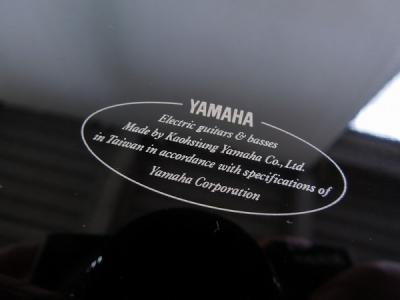 YAMAHA
Electric guitars & basses
Made by Kaohsiung Yamaha Co., Ltd.
in Taiwan in accordance with specifications of
Yamaha Corporation